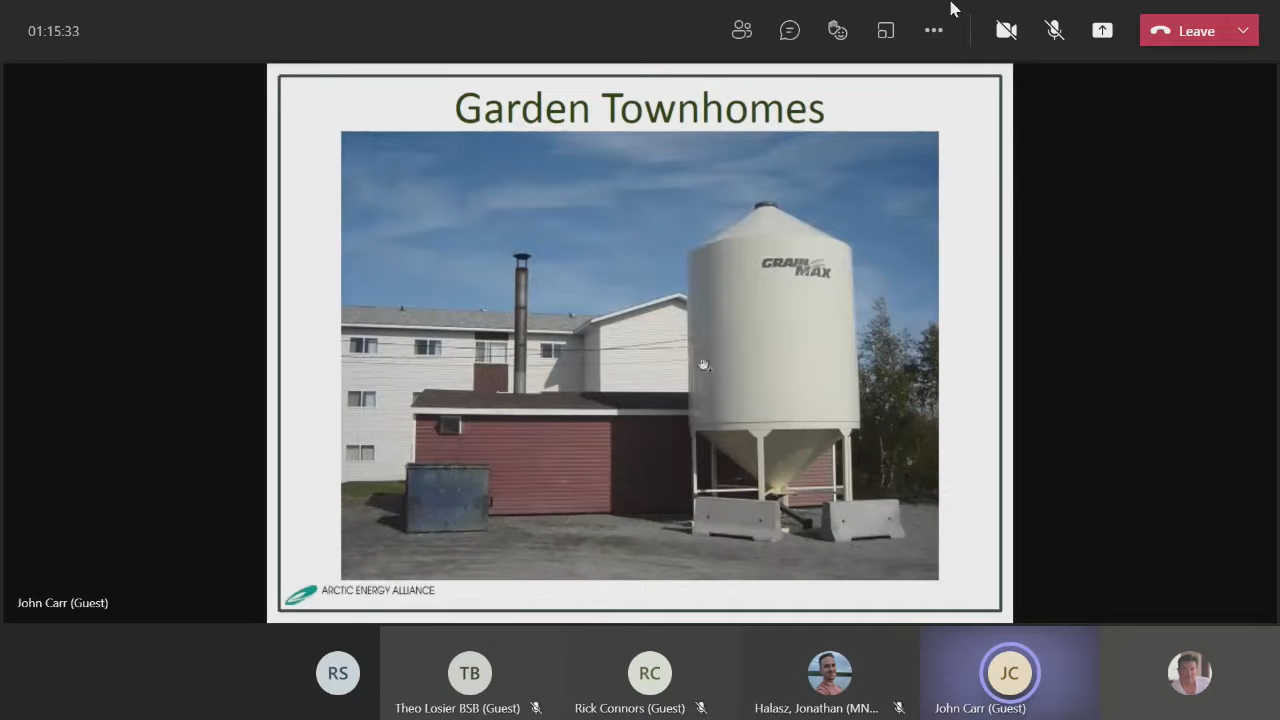 01:15:33
Leave
Garden Townhomes
GRAIN
MAX
ARCTIC ENERGY ALLIANCE
John Carr (Guest)
RS
TB
RC
JC
Theo Losier BSB (Guest)
Rick Connors (Guest)
Halasz, Jonathan (MN...
John Carr (Guest)